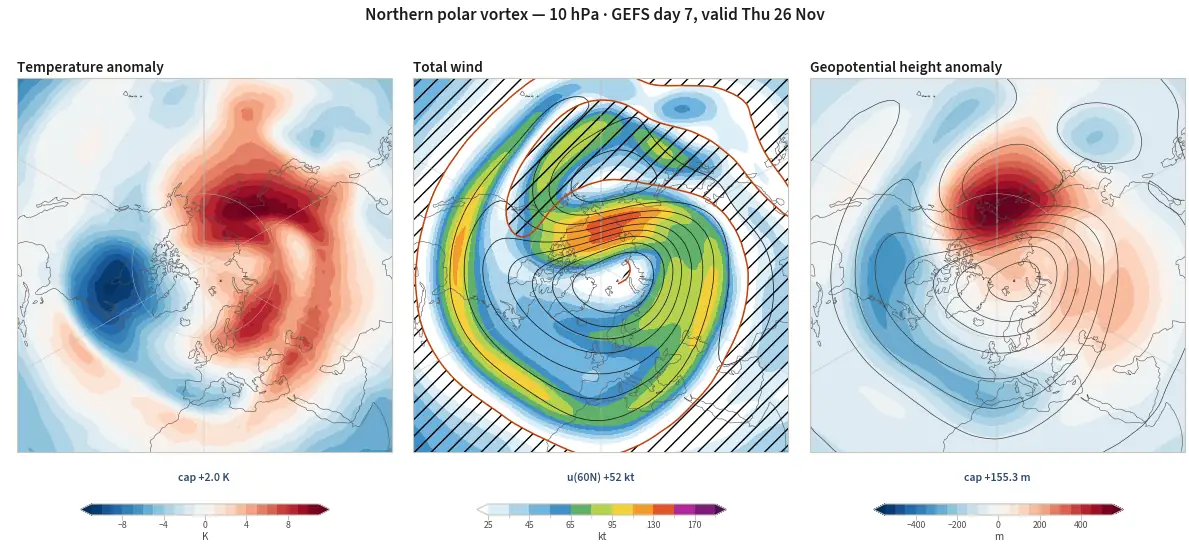 Northern polar vortex — 10 hPa · GEFS day 7, valid Thu 26 Nov
Temperature anomaly
Total wind
Geopotential height anomaly
cap +2.0 K
u(60N) +52 kt
cap +155.3 m
−8 −4 0 4 8
K
25 45 65 95 130 170
kt
−400 −200 0 200 400
m